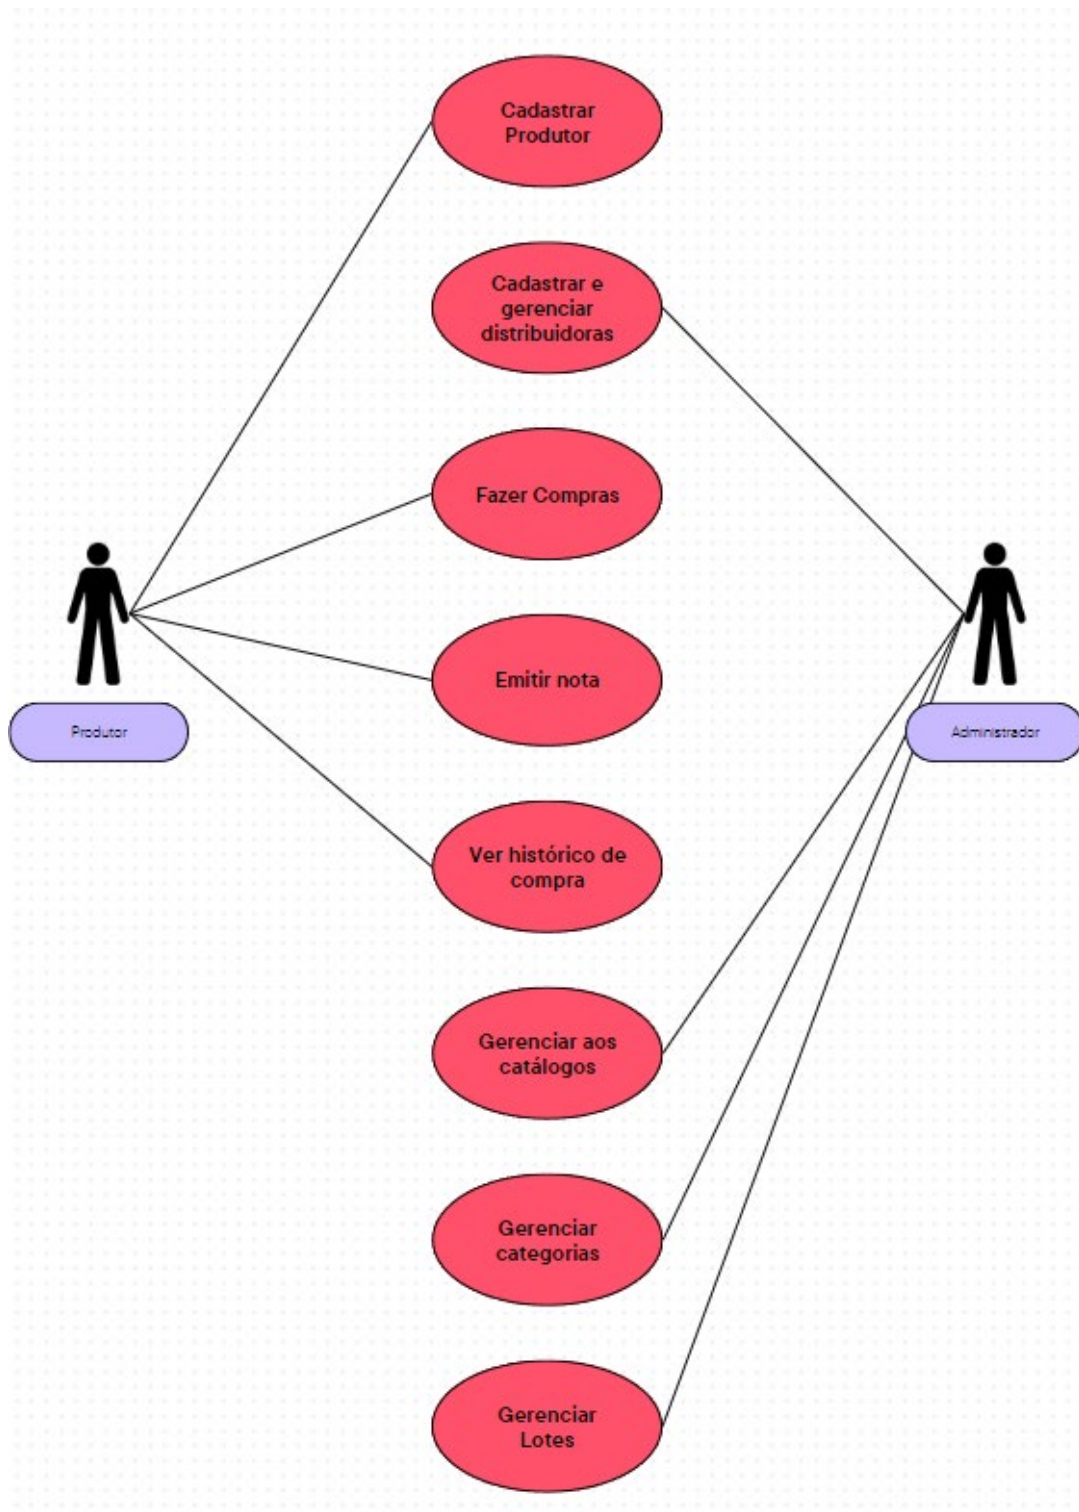 Cadastrar
Produtor
Cadastrar e
gerenciar
distribuidoras
Fazer Compras
Emitir nota
Produtor
Administrador
Ver histórico de
compra
Gerenciar aos
catálogos
Gerenciar
categorias
Gerenciar
Lotes